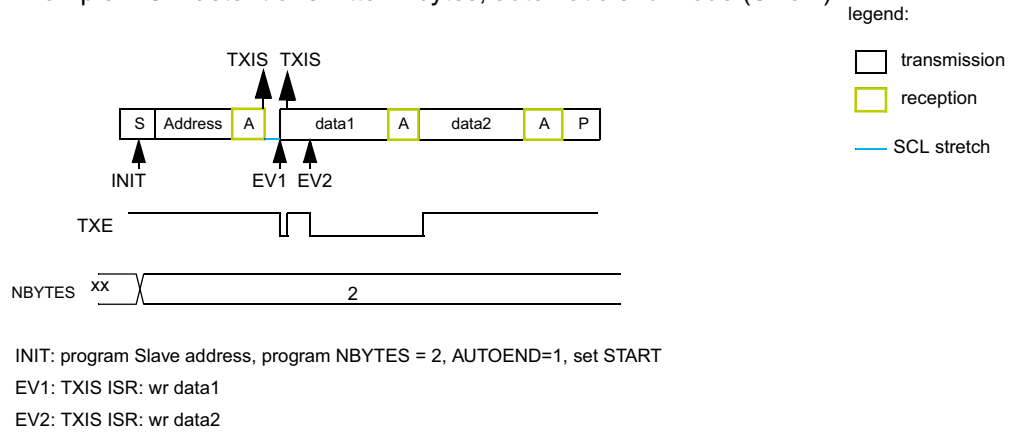 legend:
transmission
reception
SCL stretch
TXIS TXIS
S Address A data1 A data2 A P
INIT EV1 EV2
TXE
NBYTES xx 2
INIT: program Slave address, program NBYTES = 2, AUTOEND=1, set START
EV1: TXIS ISR: wr data1
EV2: TXIS ISR: wr data2